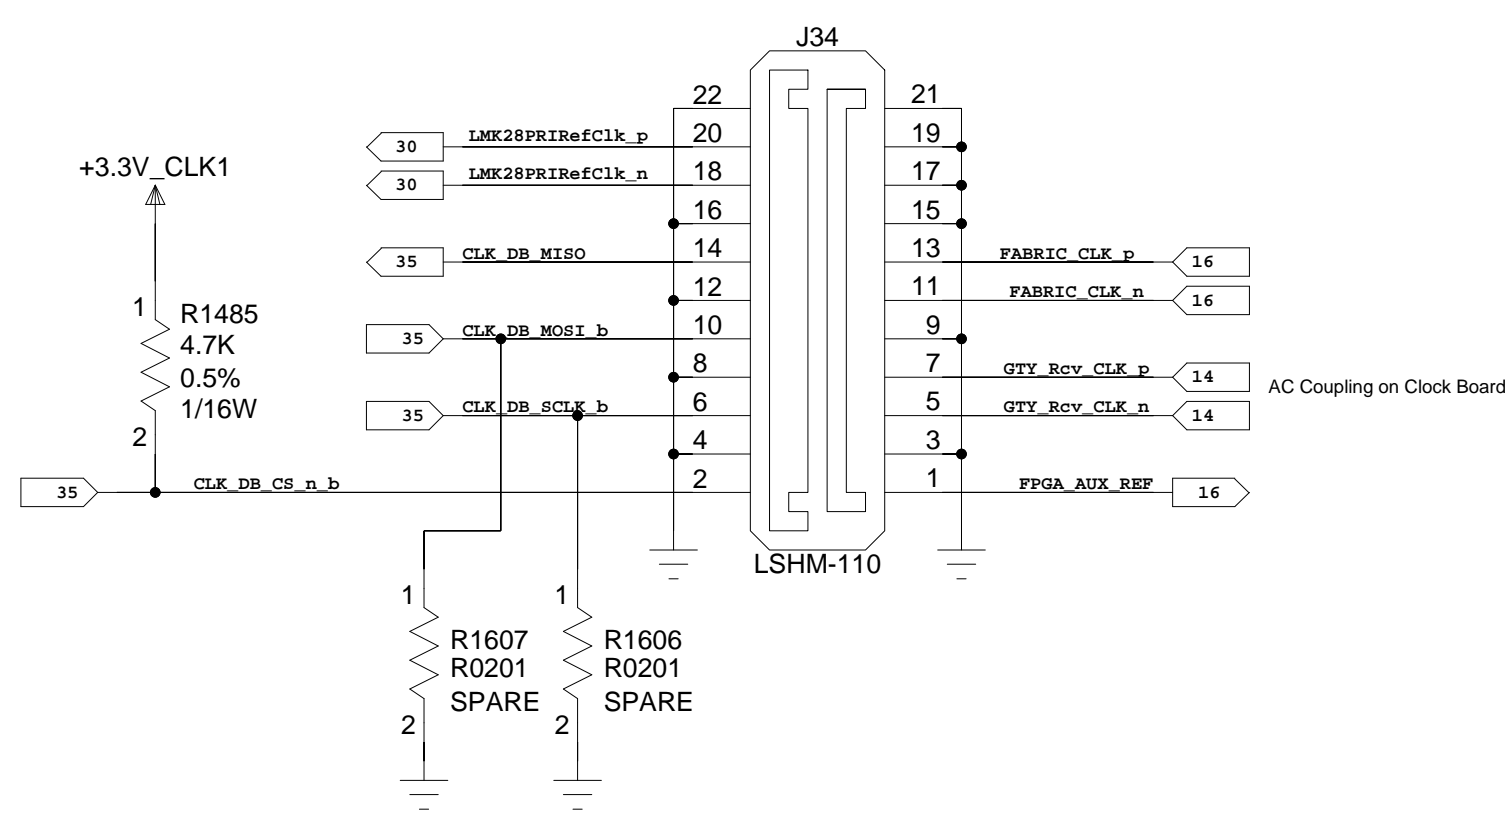 J34
22
21
LMK28PRIRefClk_p
20
19
30
+3.3V_CLK1
LMK28PRIRefClk_n
18
17
30
16
15
CLK_DB_MISO
14
13
FABRIC_CLK_p
35
16
12
11
FABRIC_CLK_n
16
1
R1485
4.7K
0.5%
1/16W
2
CLK_DB_MOSI_b
10
9
35
8
7
GTY_Rcv_CLK_p
14
AC Coupling on Clock Board
CLK_DB_SCLK_b
6
5
GTY_Rcv_CLK_n
35
14
4
3
CLK_DB_CS_n_b
2
1
FPGA_AUX_REF
35
16
LSHM-110
1
R1607
R0201
SPARE
2
1
R1606
R0201
SPARE
2